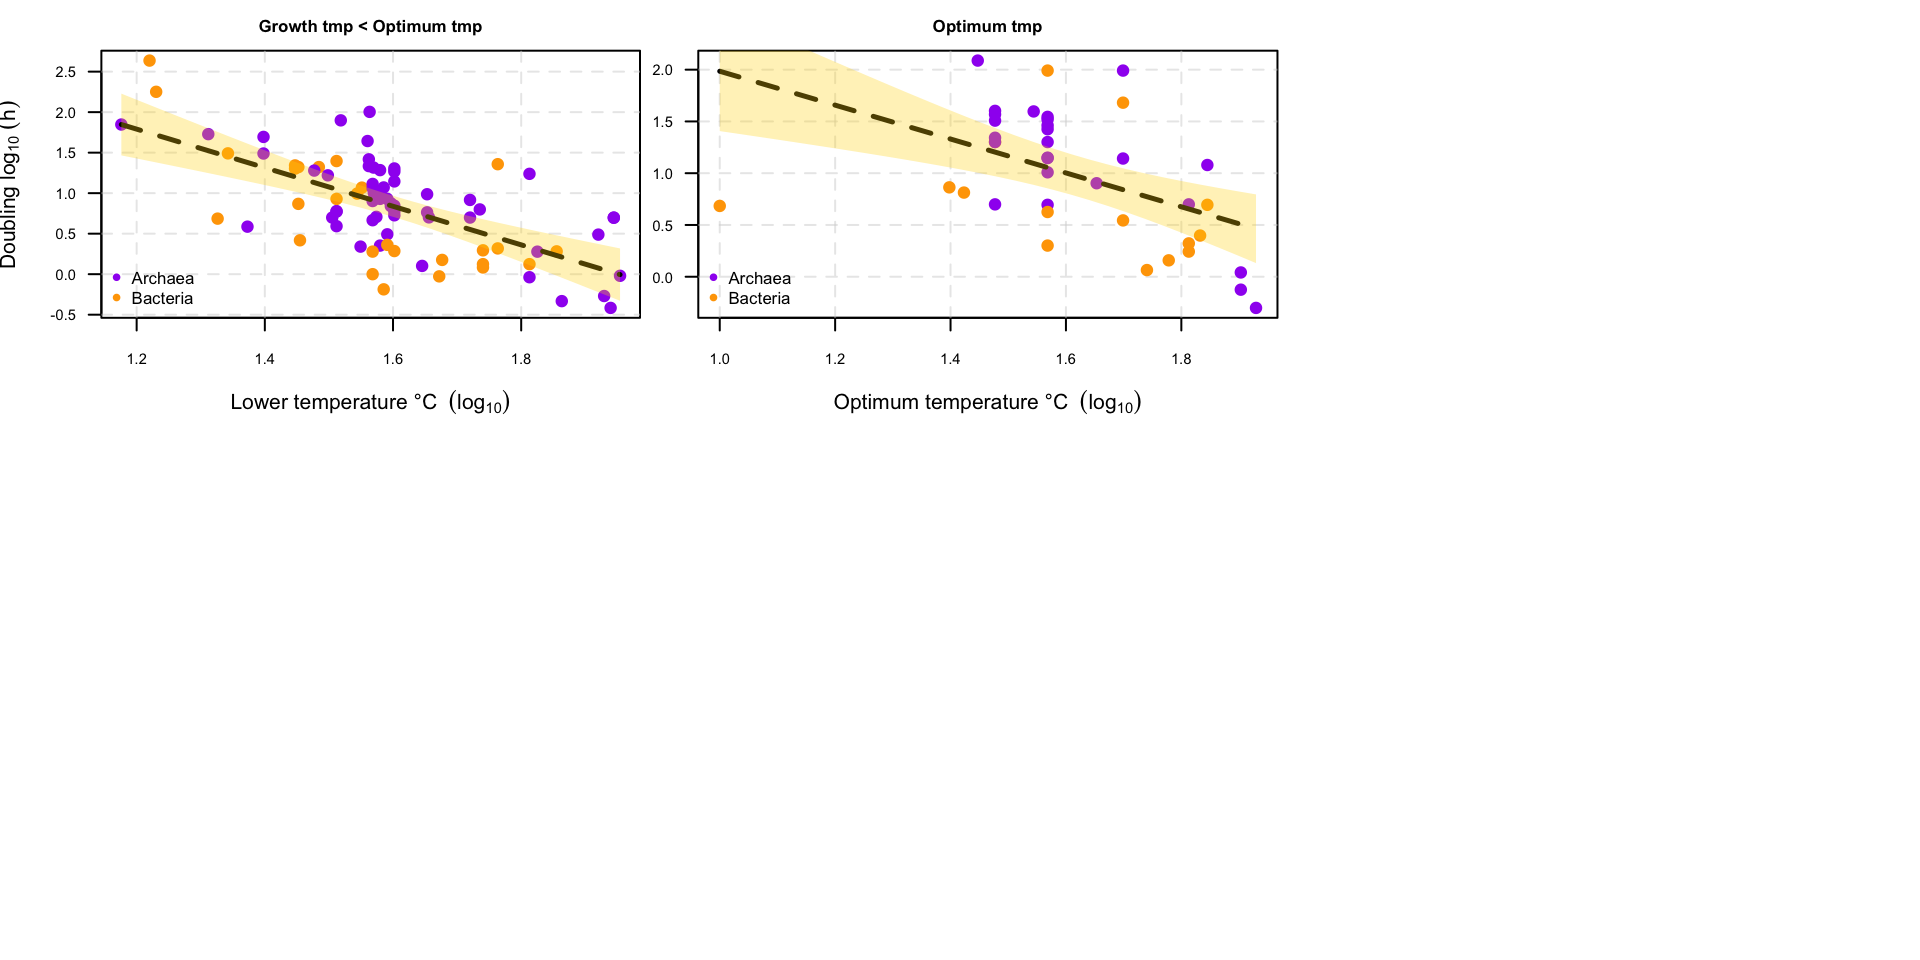 Growth tmp < Optimum tmp
Doubling log10 (h)
2.5
2.0
1.5
1.0
0.5
0.0
-0.5
Archaea
Bacteria
1.2 1.4 1.6 1.8
Lower temperature °C (log10)
Optimum tmp
2.0
1.5
1.0
0.5
0.0
Archaea
Bacteria
1.0 1.2 1.4 1.6 1.8
Optimum temperature °C (log10)